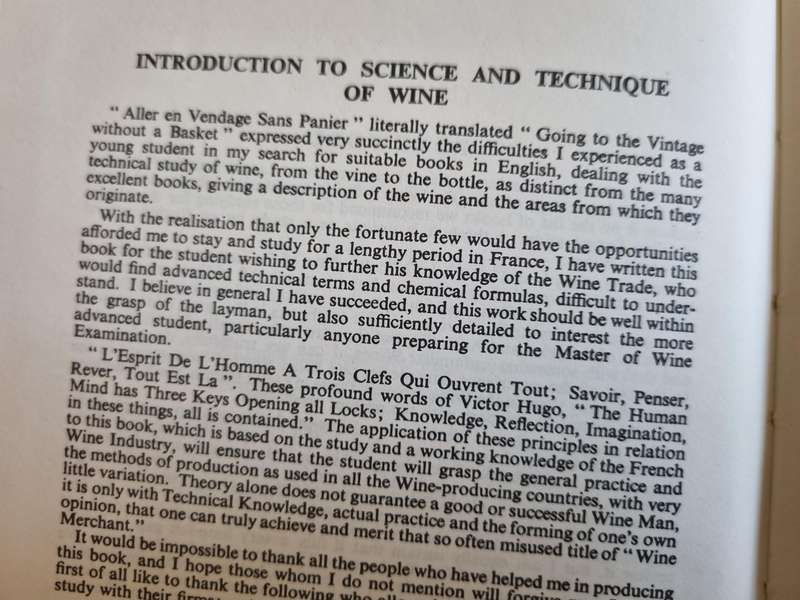 INTRODUCTION TO SCIENCE AND TECHNIQUE
OF WINE
" Aller en Vendage Sans Panier " literally translated " Going to the Vintage
without a Basket " expressed very succinctly the difficulties I experienced as a
young student in my search for suitable books in English, dealing with the
technical study of wine, from the vine to the bottle, as distinct from the many
excellent books, giving a description of the wine and the areas from which they
originate.
With the realisation that only the fortunate few would have the opportunities
afforded me to stay and study for a lengthy period in France, I have written this
book for the student wishing to further his knowledge of the Wine Trade, who
would find advanced technical terms and chemical formulas, difficult to under-
stand. I believe in general I have succeeded, and this work should be well within
the grasp of the layman, but also sufficiently detailed to interest the more
advanced student, particularly anyone preparing for the Master of Wine
Examination.
" L'Esprit De L'Homme A Trois Clefs Qui Ouvrent Tout; Savoir, Penser,
Rever, Tout Est La ". These profound words of Victor Hugo, " The Human
Mind has Three Keys Opening all Locks; Knowledge, Reflection, Imagination,
in these things, all is contained." The application of these principles in relation
to this book, which is based on the study and a working knowledge of the French
Wine Industry, will ensure that the student will grasp the general practice and
the methods of production as used in all the Wine-producing countries, with very
little variation. Theory alone does not guarantee a good or successful Wine Man,
it is only with Technical Knowledge, actual practice and the forming of one's own
opinion, that one can truly achieve and merit that so often misused title of " Wine
Merchant."
It would be impossible to thank all the people who have helped me in producing
this book, and I hope those whom I do not mention will forgive
first of all like to thank the following who
study with their